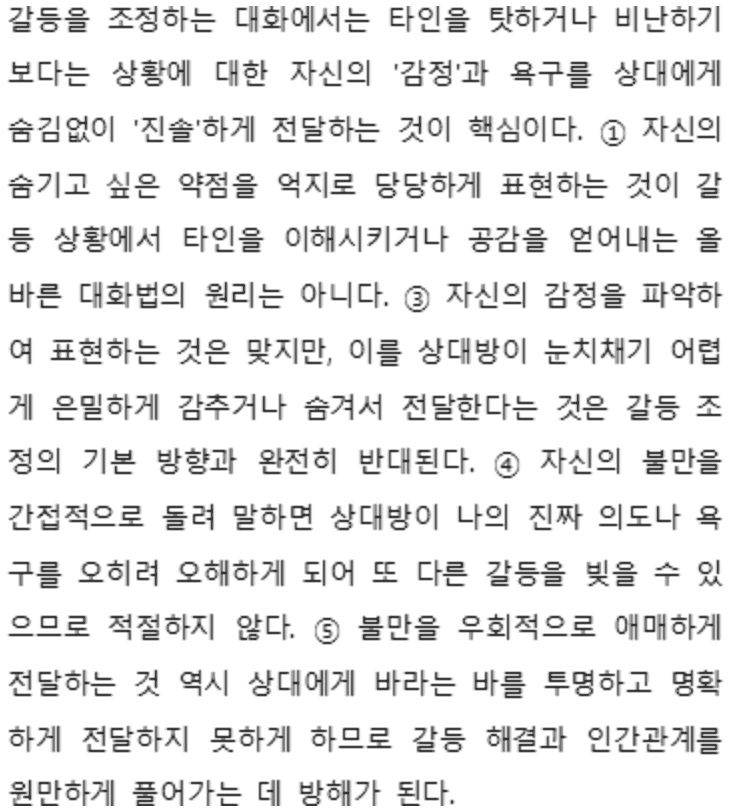 갈등을 조정하는 대화에서는 타인을 탓하거나 비난하기
보다는 상황에 대한 자신의 '감정'과 욕구를 상대에게
숨김없이 '진솔'하게 전달하는 것이 핵심이다. ① 자신의
숨기고 싶은 약점을 억지로 당당하게 표현하는 것이 갈
등 상황에서 타인을 이해시키거나 공감을 얻어내는 올
바른 대화법의 원리는 아니다. ③ 자신의 감정을 파악하
여 표현하는 것은 맞지만, 이를 상대방이 눈치채기 어렵
게 은밀하게 감추거나 숨겨서 전달한다는 것은 갈등 조
정의 기본 방향과 완전히 반대된다. ④ 자신의 불만을
간접적으로 돌려 말하면 상대방이 나의 진짜 의도나 욕
구를 오히려 오해하게 되어 또 다른 갈등을 빚을 수 있
으므로 적절하지 않다. ⑤ 불만을 우회적으로 애매하게
전달하는 것 역시 상대에게 바라는 바를 투명하고 명확
하게 전달하지 못하게 하므로 갈등 해결과 인간관계를
원만하게 풀어가는 데 방해가 된다.